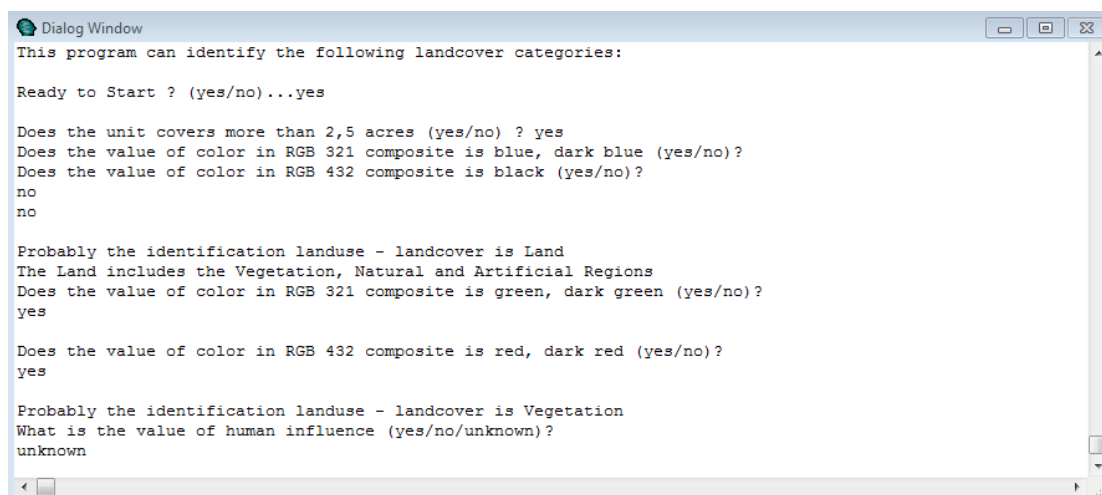 Dialog Window
This program can identify the following landcover categories:
Ready to Start ? (yes/no)...yes
Does the unit covers more than 2,5 acres (yes/no) ? yes
Does the value of color in RGB 321 composite is blue, dark blue (yes/no)?
Does the value of color in RGB 432 composite is black (yes/no)?
no
no
Probably the identification landuse - landcover is Land
The Land includes the Vegetation, Natural and Artificial Regions
Does the value of color in RGB 321 composite is green, dark green (yes/no)?
yes
Does the value of color in RGB 432 composite is red, dark red (yes/no)?
yes
Probably the identification landuse - landcover is Vegetation
What is the value of human influence (yes/no/unknown)?
unknown